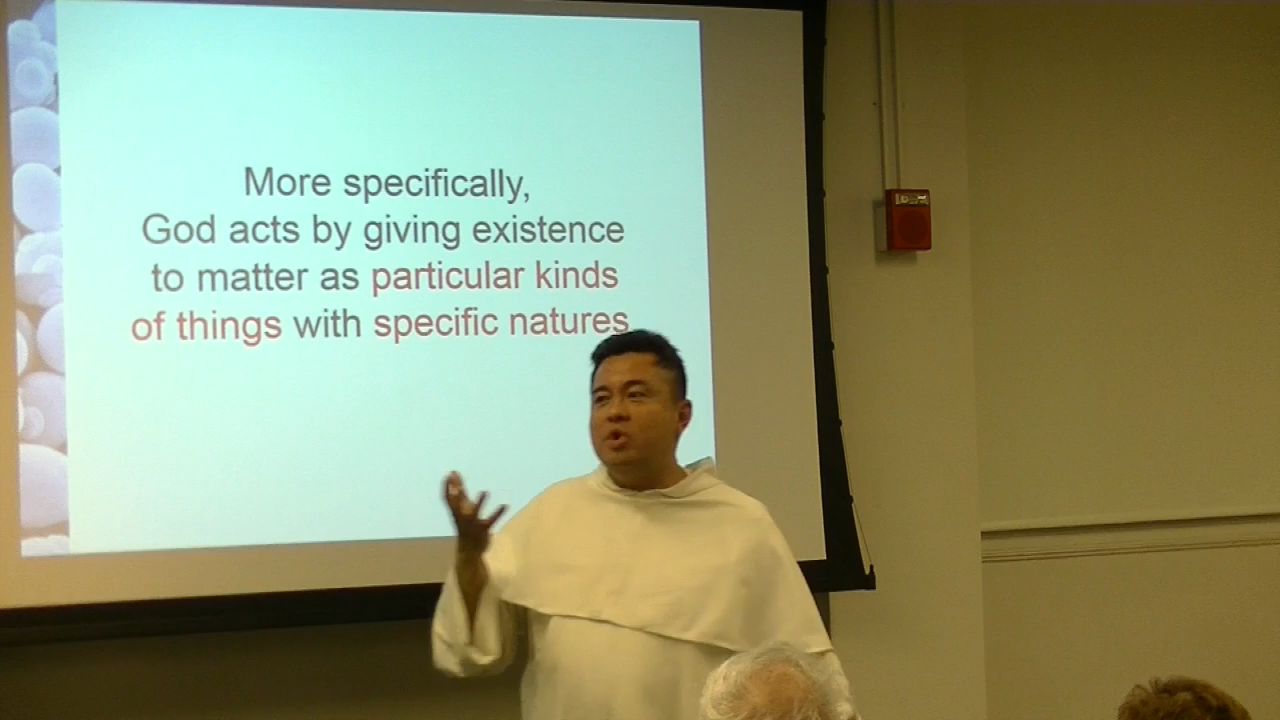 More specifically,
God acts by giving existence
to matter as particular kinds
of things with specific natures